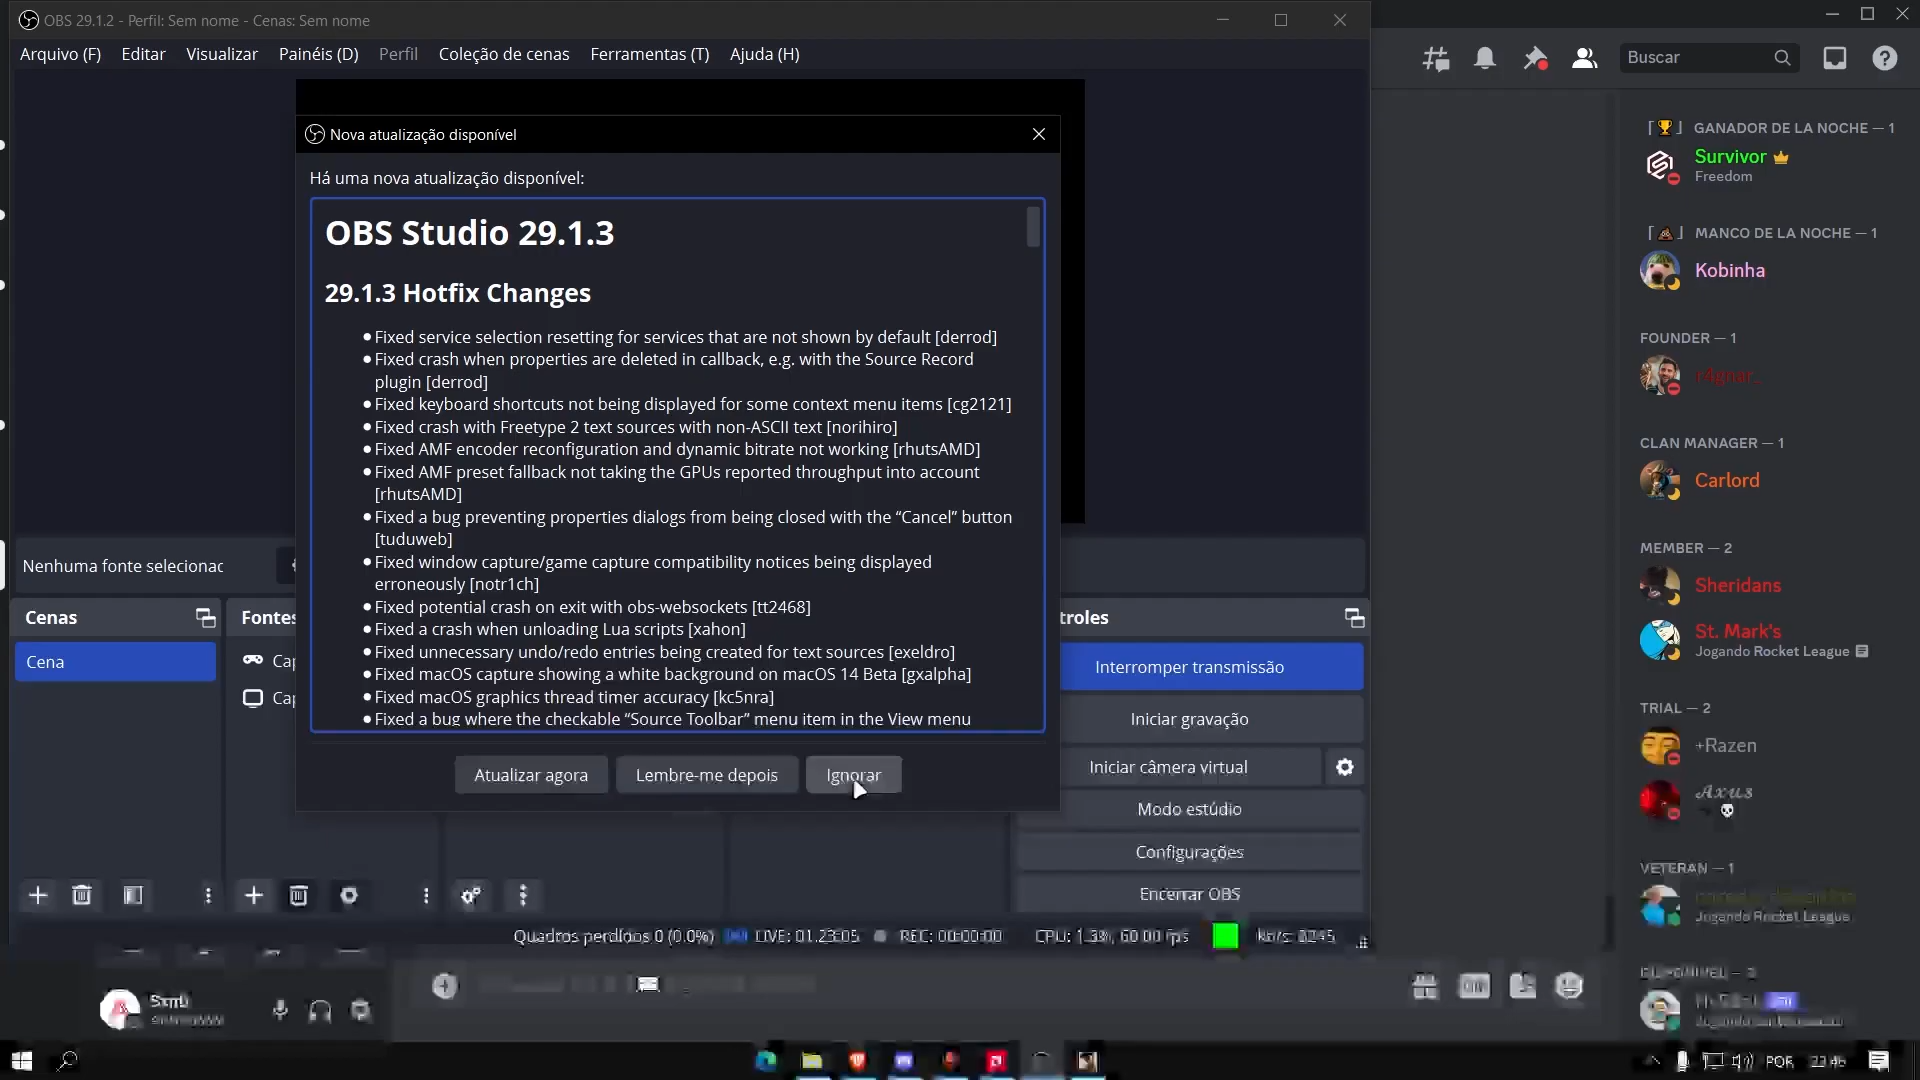 OBS 29.1.2 - Perfil: Sem nome - Cenas: Sem nome
Arquivo (F) Editar Visualizar Painéis (D) Perfil Coleção de cenas Ferramentas (T) Ajuda (H)
Buscar
Nova atualização disponível
Há uma nova atualização disponível:
OBS Studio 29.1.3
29.1.3 Hotfix Changes
Fixed service selection resetting for services that are not shown by default [derrod]
Fixed crash when properties are deleted in callback, e.g. with the Source Record
plugin [derrod]
Fixed keyboard shortcuts not being displayed for some context menu items [cg2121]
Fixed crash with Freetype 2 text sources with non-ASCII text [norihiro]
Fixed AMF encoder reconfiguration and dynamic bitrate not working [rhutsAMD]
Fixed AMF preset fallback not taking the GPUs reported throughput into account
[rhutsAMD]
Fixed a bug preventing properties dialogs from being closed with the “Cancel” button
[tuduweb]
Fixed window capture/game capture compatibility notices being displayed
erroneously [notr1ch]
Fixed potential crash on exit with obs-websockets [tt2468]
Fixed a crash when unloading Lua scripts [xahon]
Fixed unnecessary undo/redo entries being created for text sources [exeldro]
Fixed macOS capture showing a white background on macOS 14 Beta [gxalpha]
Fixed macOS graphics thread timer accuracy [kc5nra]
Fixed a bug where the checkable “Source Toolbar” menu item in the View menu
Atualizar agora Lembre-me depois Ignorar
Nenhuma fonte selecionac
Cenas
Cena
Fontes
Cap
Cap
troles
Interromper transmissão
Iniciar gravação
Iniciar câmera virtual
Modo estúdio
Configurações
Encerrar OBS
Quadros perdidos 0 (0.0%) LIVE: 01:23:05 REC: 00:00:00 CPU: 1.3%, 60.00 fps kb/s:
[🏆] GANADOR DE LA NOCHE — 1
Survivor
Freedom
[💩] MANCO DE LA NOCHE — 1
Kobinha
FOUNDER — 1
r4gnar_
CLAN MANAGER — 1
Carlord
MEMBER — 2
Sheridans
St. Mark's
Jogando Rocket League
TRIAL — 2
+Razen
𝓐𝔁𝓾𝓼
VETERAN — 1
Jogando Rocket League
POR